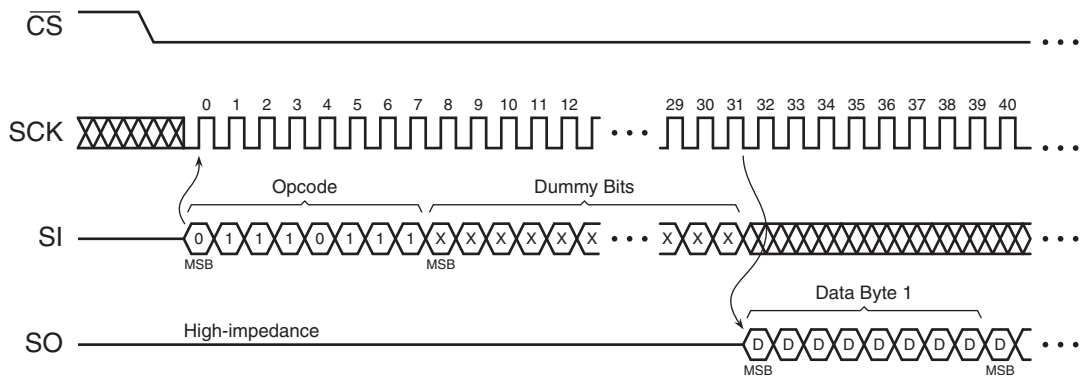 CS
0 1 2 3 4 5 6 7 8 9 10 11 12 29 30 31 32 33 34 35 36 37 38 39 40
SCK
Opcode Dummy Bits
SI 0 1 1 1 0 1 1 1 X X X X X X X X X
MSB MSB
Data Byte 1
High-impedance
SO D D D D D D D D D
MSB MSB